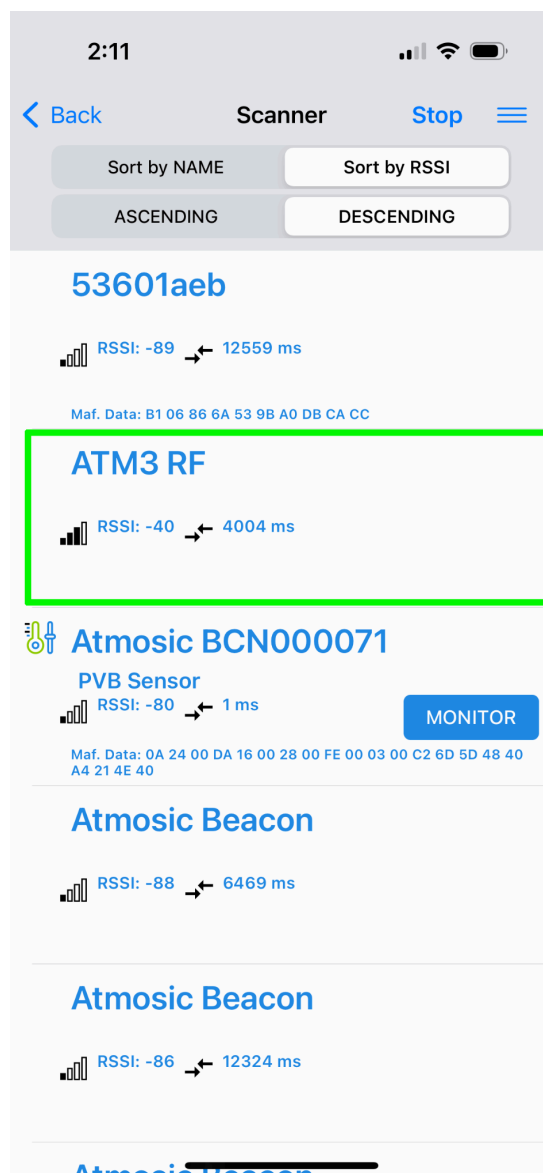 2:11
Back
Scanner
Stop
Sort by NAME
Sort by RSSI
ASCENDING
DESCENDING
53601aeb
RSSI: -89
12559 ms
Maf. Data: B1 06 86 6A 53 9B A0 DB CA CC
ATM3 RF
RSSI: -40
4004 ms
Atmosic BCN000071
PVB Sensor
RSSI: -80
1 ms
MONITOR
Maf. Data: 0A 24 00 DA 16 00 28 00 FE 00 03 00 C2 6D 5D 48 40
A4 21 4E 40
Atmosic Beacon
RSSI: -88
6469 ms
Atmosic Beacon
RSSI: -86
12324 ms